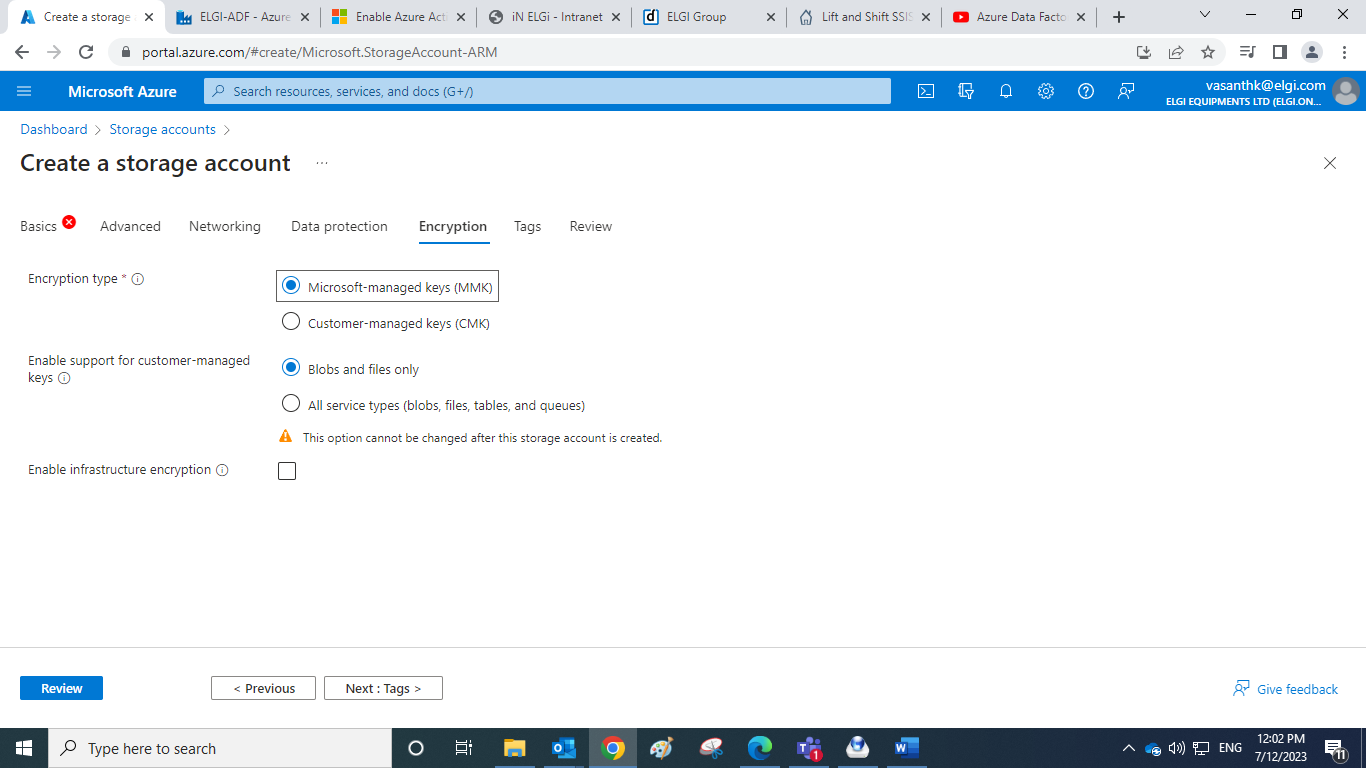 Create a storage
ELGI-ADF - Azure
Enable Azure Act
iN ELGi - Intranet
ELGI Group
Lift and Shift SSIS
Azure Data Facto
portal.azure.com/#create/Microsoft.StorageAccount-ARM
Microsoft Azure
Search resources, services, and docs (G+/)
vasanthk@elgi.com
ELGI EQUIPMENTS LTD (ELGI.ON...
Dashboard > Storage accounts >
Create a storage account ...
Basics Advanced Networking Data protection Encryption Tags Review
Encryption type *
Microsoft-managed keys (MMK)
Customer-managed keys (CMK)
Enable support for customer-managed
keys
Blobs and files only
All service types (blobs, files, tables, and queues)
This option cannot be changed after this storage account is created.
Enable infrastructure encryption
Review
< Previous
Next : Tags >
Give feedback
Type here to search
1
ENG
12:02 PM
7/12/2023
11